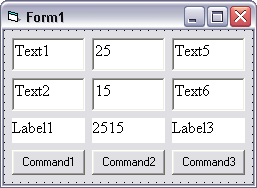 Form1
Text1 25 Text5
Text2 15 Text6
Label1 2515 Label3
Command1 Command2 Command3